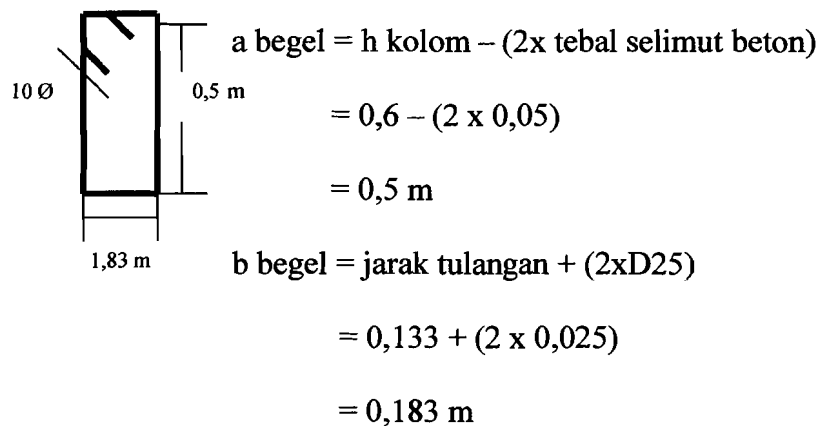 a begel = h kolom – (2x tebal selimut beton)
10 Ø
0,5 m
= 0,6 – (2 x 0,05)
= 0,5 m
1,83 m
b begel = jarak tulangan + (2xD25)
= 0,133 + (2 x 0,025)
= 0,183 m